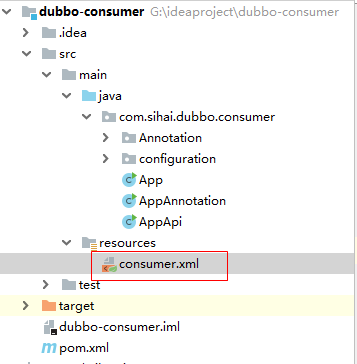 dubbo-consumer G:\ideaproject\dubbo-consumer
.idea
src
main
java
com.sihai.dubbo.consumer
Annotation
configuration
App
AppAnnotation
AppApi
resources
consumer.xml
test
target
dubbo-consumer.iml
pom.xml